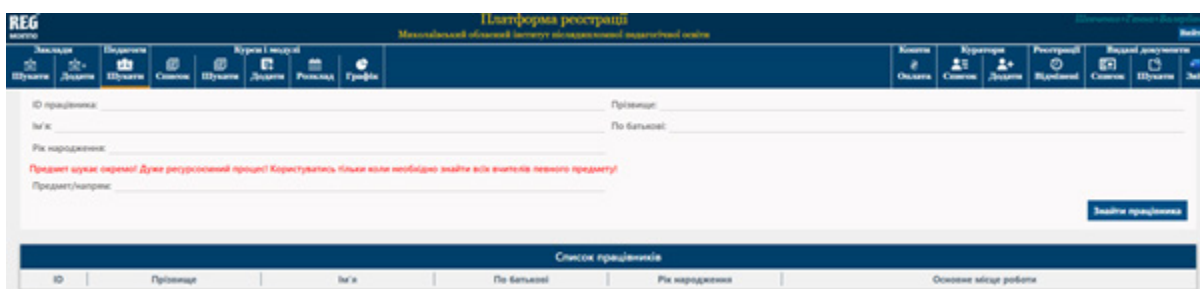 REG
МОІППО
Платформа реєстрації
Миколаївський обласний інститут післядипломної педагогічної освіти
Заклади
Педагоги
Курси і модулі
Кошти
Куратори
Реєстрації
Видані документи
Шукати Додати Шукати Список Шукати Додати Розклад Графік
Оплата Список Додати Відмічені Список Шукати
ID працівника:
Прізвище:
Ім'я:
По батькові:
Рік народження:
Предмет шукає окремо! Дуже ресурсоємний процес! Користуватись тільки коли необхідно знайти всіх вчителів певного предмету!
Предмет/напрям:
Знайти працівника
Список працівників
ID Прізвище Ім'я По батькові Рік народження Основне місце роботи